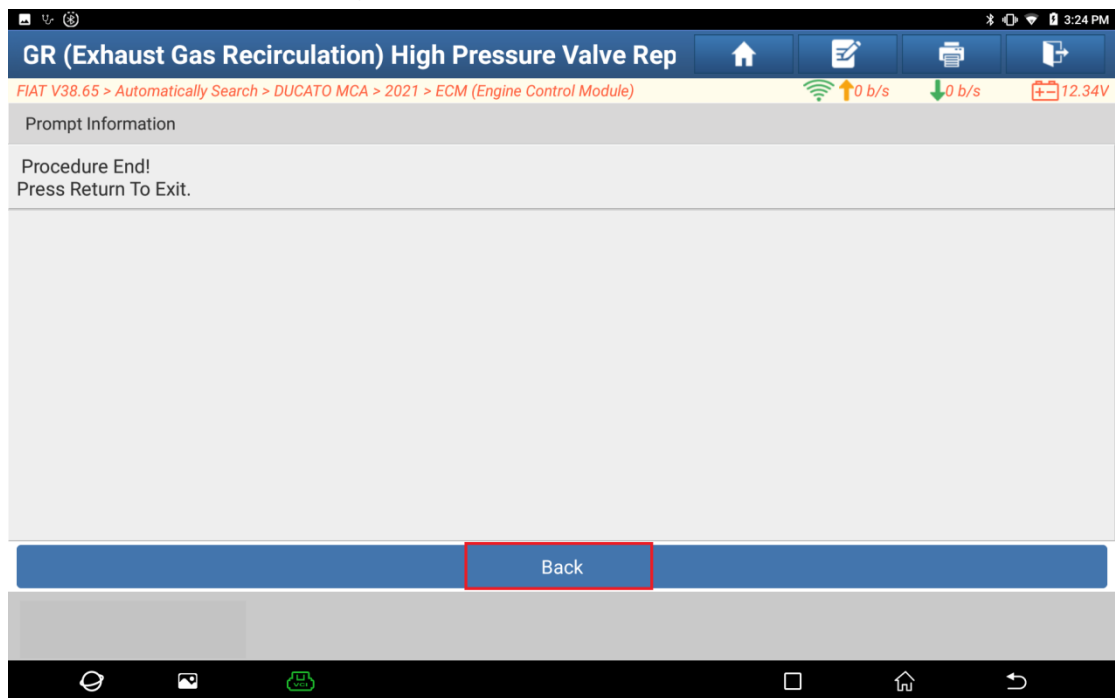 3:24 PM
GR (Exhaust Gas Recirculation) High Pressure Valve Rep
FIAT V38.65 > Automatically Search > DUCATO MCA > 2021 > ECM (Engine Control Module)
0 b/s
0 b/s
12.34V
Prompt Information
Procedure End!
Press Return To Exit.
Back
VCI